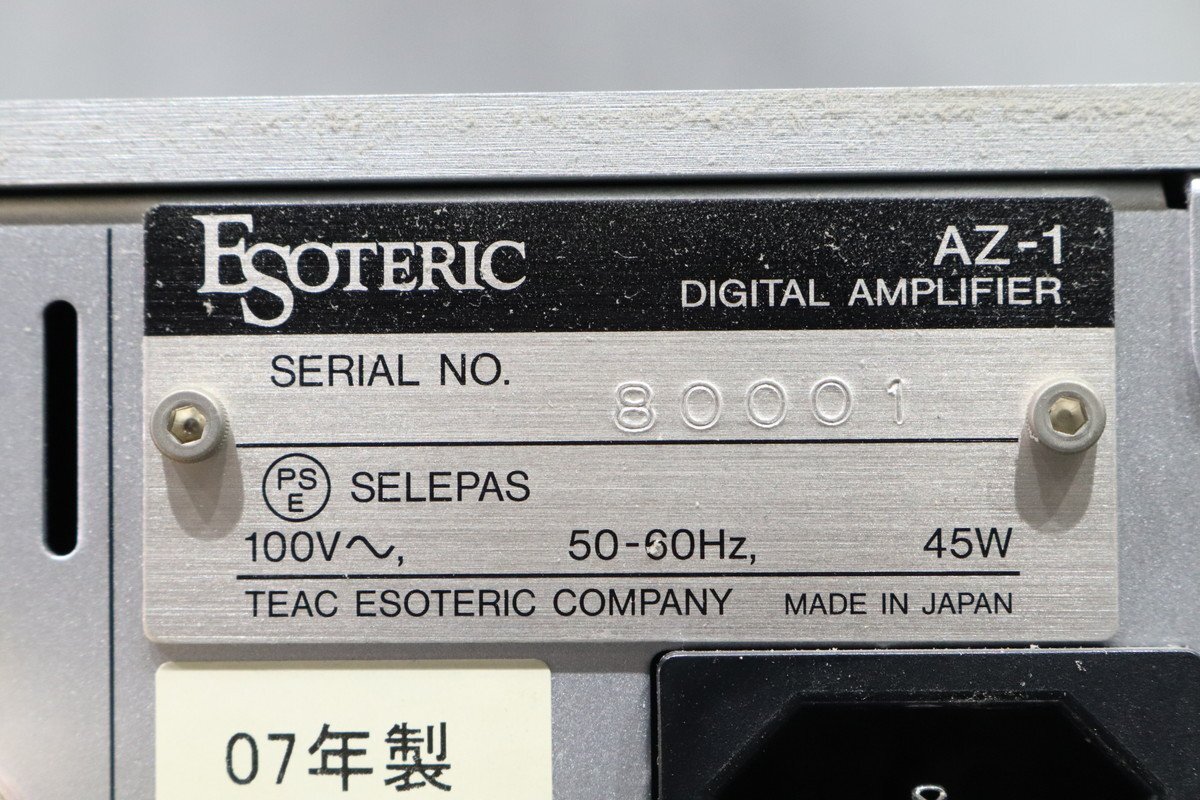 ESOTERIC
AZ-1
DIGITAL AMPLIFIER
SERIAL NO. 80001
PSE SELEPAS
100V～, 50-60Hz, 45W
TEAC ESOTERIC COMPANY MADE IN JAPAN
07年製